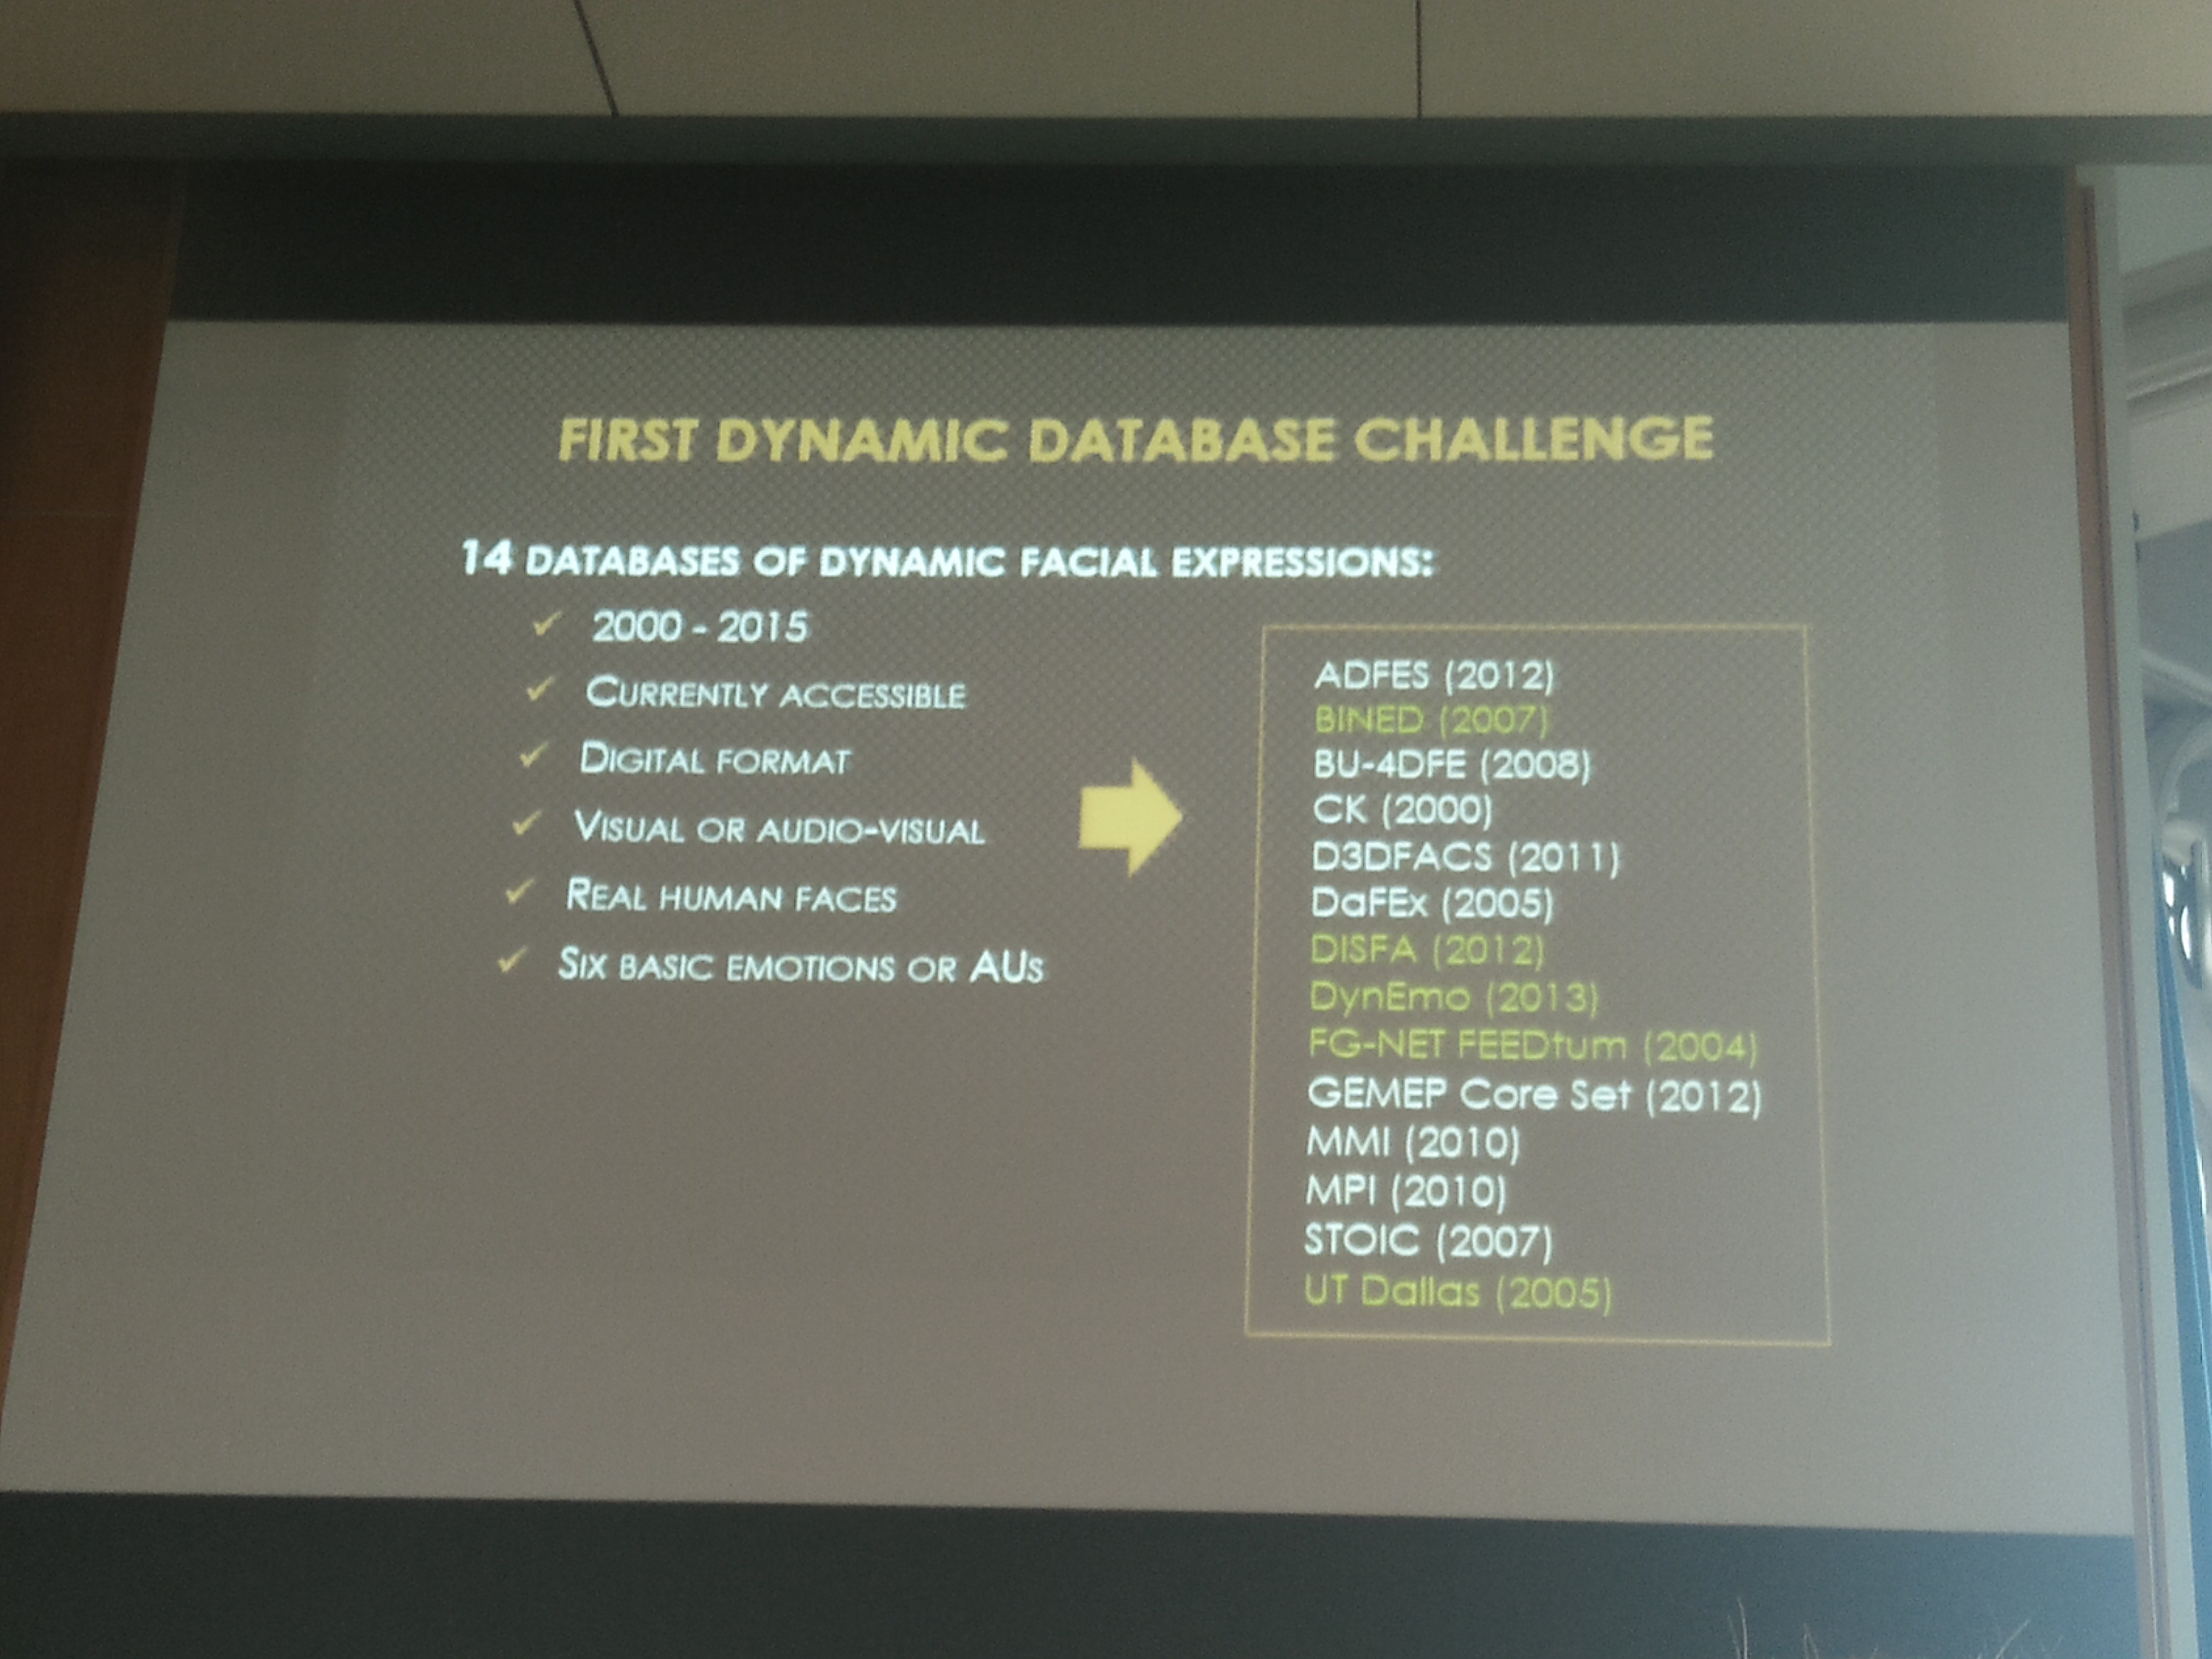 FIRST DYNAMIC DATABASE CHALLENGE
14 DATABASES OF DYNAMIC FACIAL EXPRESSIONS:
2000 - 2015
CURRENTLY ACCESSIBLE
DIGITAL FORMAT
VISUAL OR AUDIO-VISUAL
REAL HUMAN FACES
SIX BASIC EMOTIONS OR AUs
ADFES (2012)
BINED (2007)
BU-4DFE (2008)
CK (2000)
D3DFACS (2011)
DaFEx (2005)
DISFA (2012)
DynEmo (2013)
FG-NET FEEDtum (2004)
GEMEP Core Set (2012)
MMI (2010)
MPI (2010)
STOIC (2007)
UT Dallas (2005)